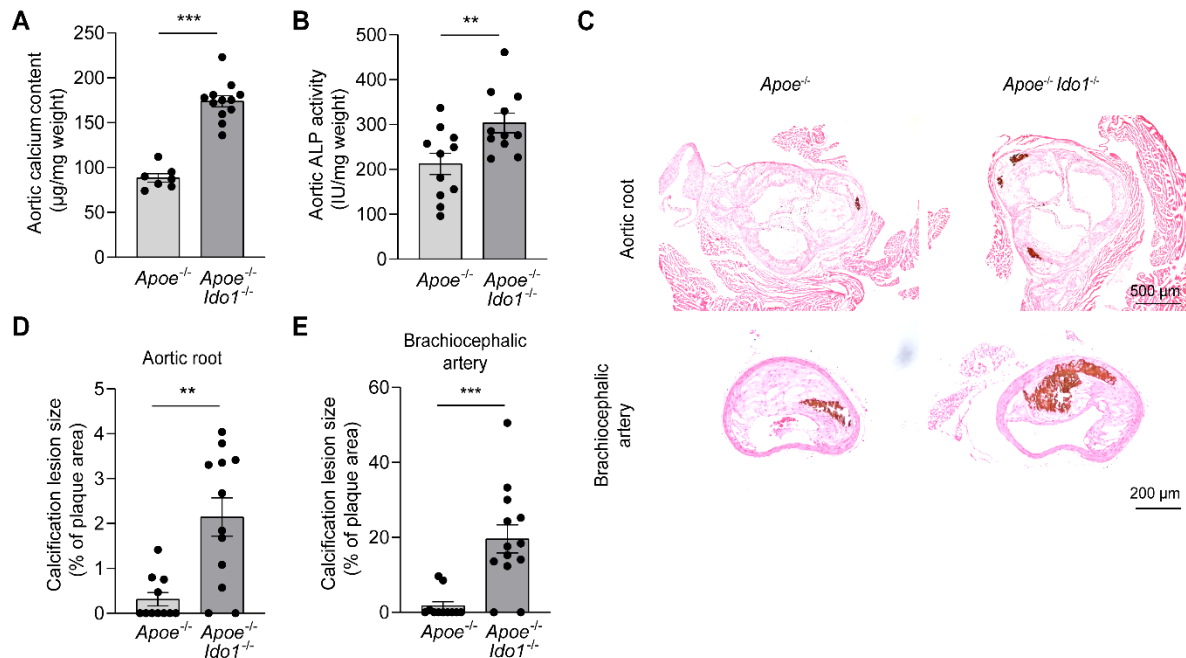 A
***
Aortic calcium content
(µg/mg weight)
250
200
150
100
50
0
Apoe-/-
Apoe-/-
Ido1-/-
B
**
Aortic ALP activity
(IU/mg weight)
500
400
300
200
100
0
Apoe-/-
Apoe-/-
Ido1-/-
C
Apoe-/-
Apoe-/- Ido1-/-
Aortic root
500 µm
Brachiocephalic
artery
200 µm
D
Aortic root
**
Calcification lesion size
(% of plaque area)
5
4
3
2
1
0
Apoe-/-
Apoe-/-
Ido1-/-
E
Brachiocephalic
artery
***
Calcification lesion size
(% of plaque area)
60
40
20
0
Apoe-/-
Apoe-/-
Ido1-/-